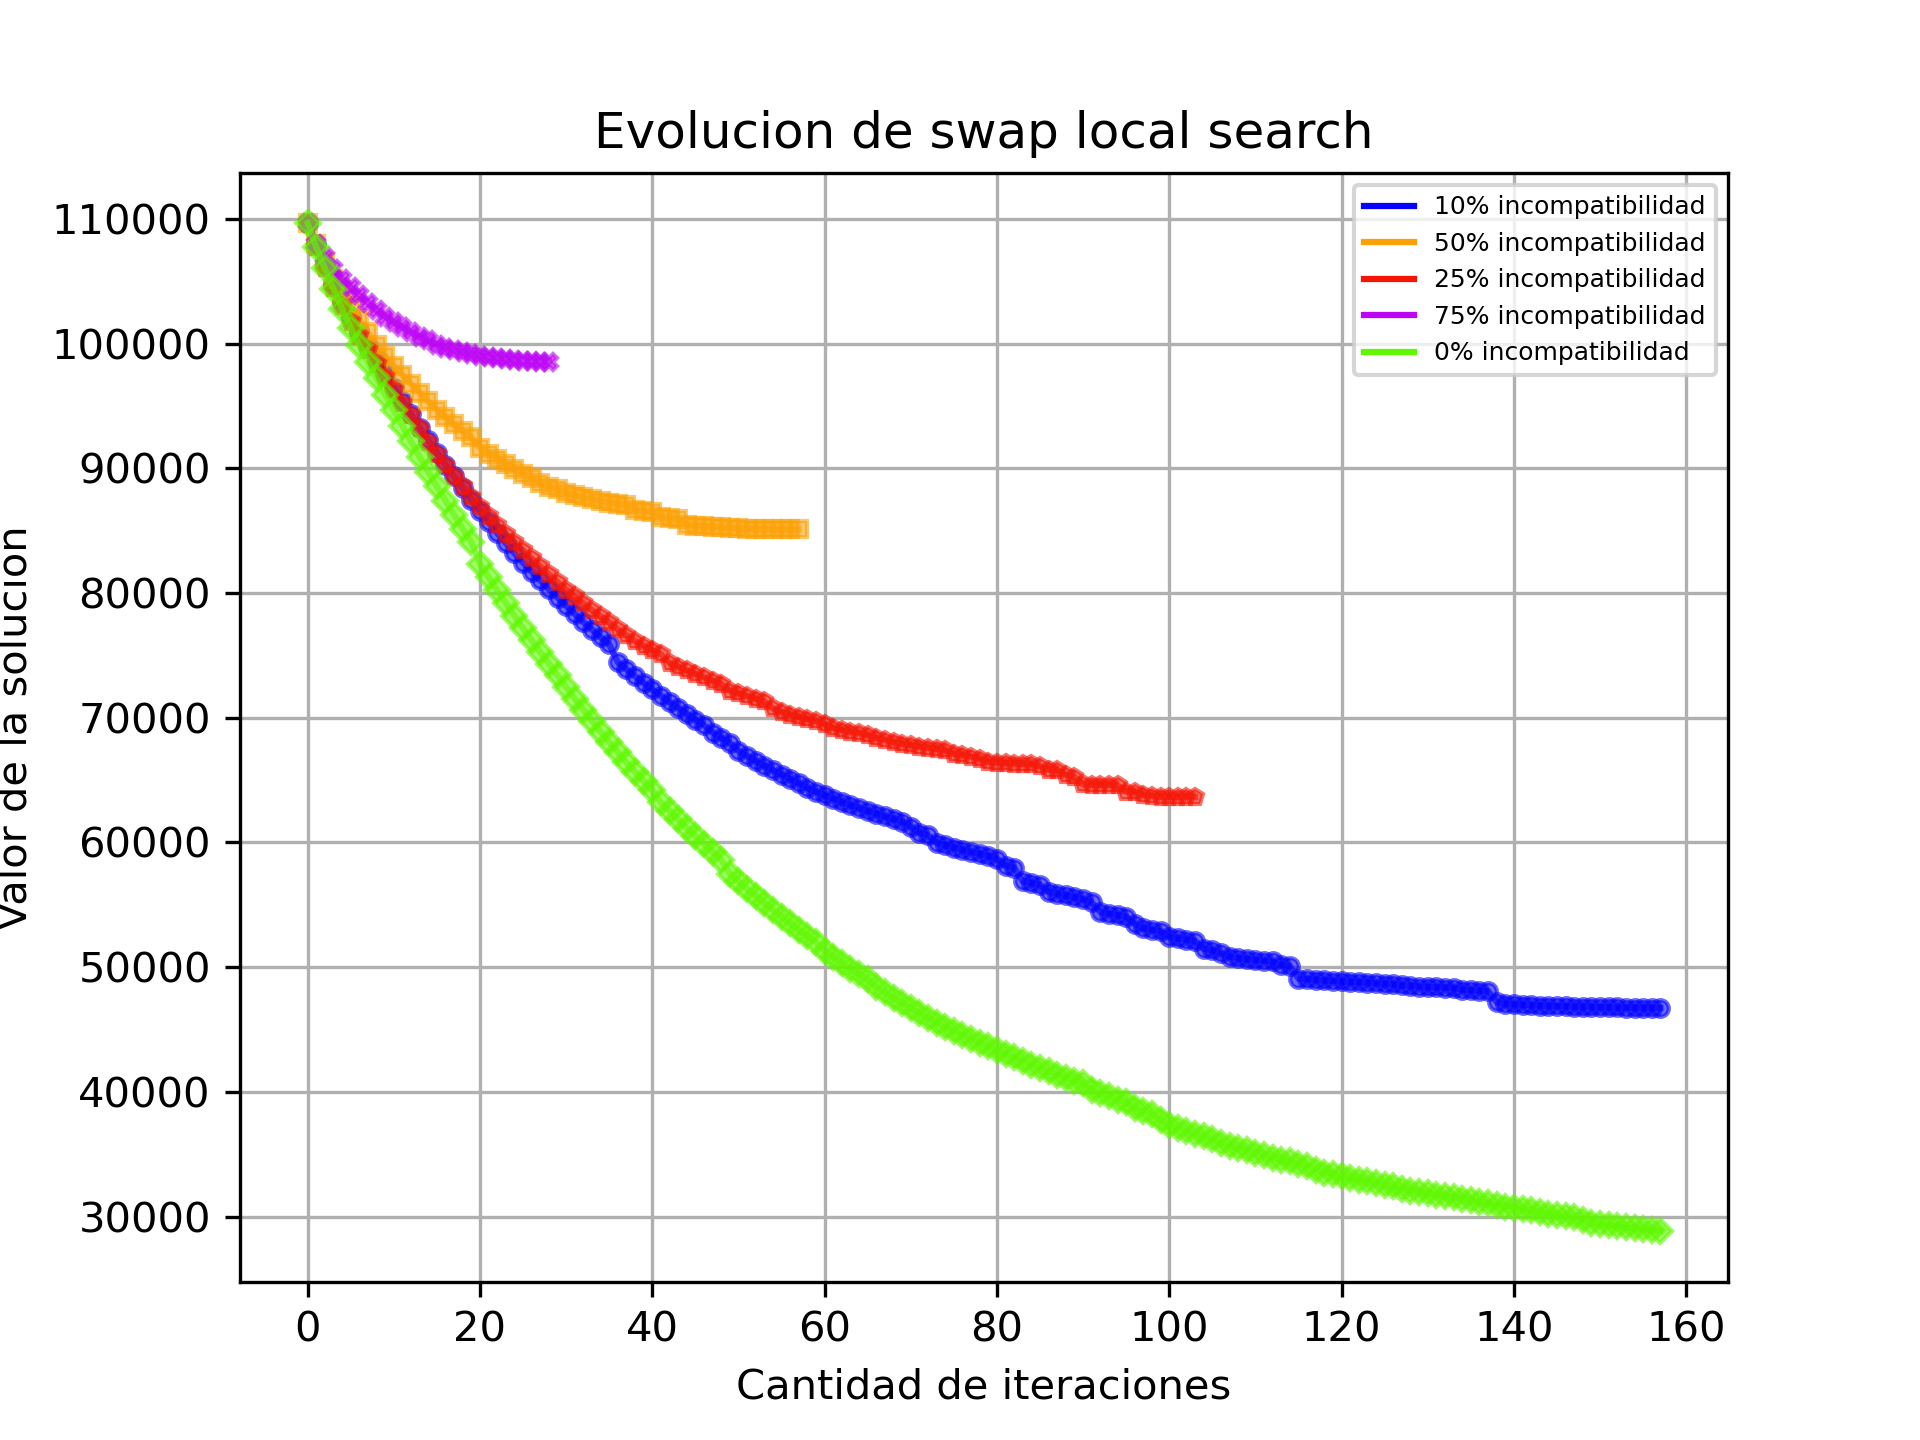 Evolucion de swap local search
110000
100000
90000
80000
70000
60000
50000
40000
30000
Valor de la solucion
10% incompatibilidad
50% incompatibilidad
25% incompatibilidad
75% incompatibilidad
0% incompatibilidad
0 20 40 60 80 100 120 140 160
Cantidad de iteraciones